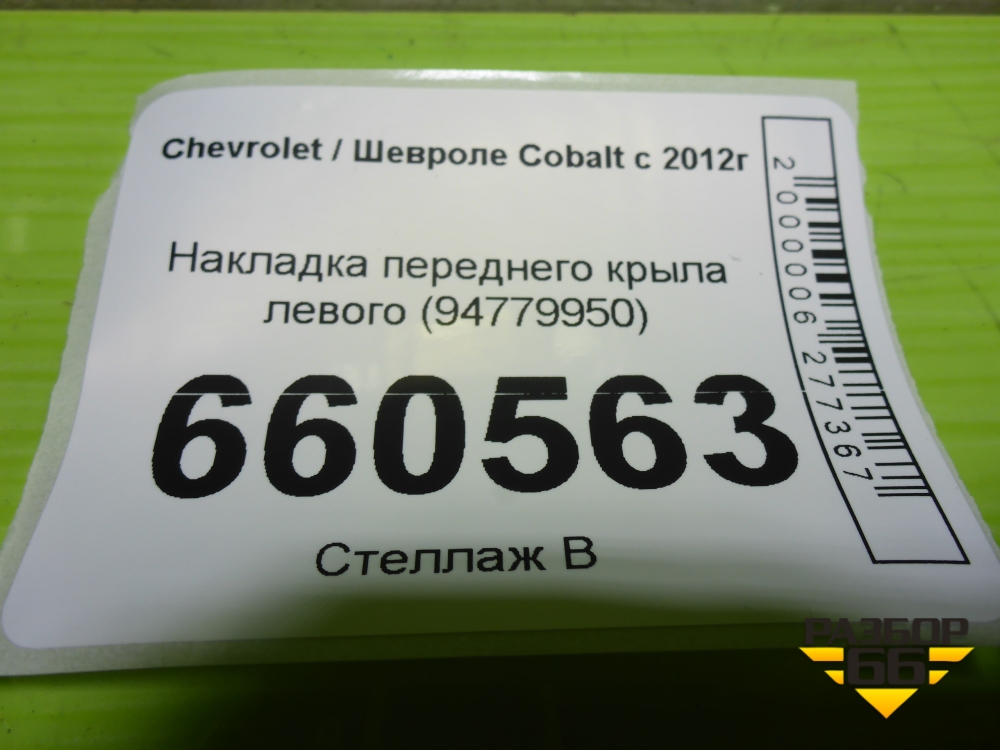 Chevrolet / Шевроле Cobalt с 2012г
Накладка переднего крыла
левого (94779950)
660563
Стеллаж В
2000006277367
РАЗБОР
66